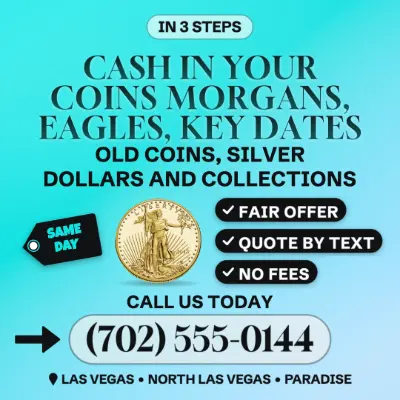 IN 3 STEPS
CASH IN YOUR
COINS MORGANS,
EAGLES, KEY DATES
OLD COINS, SILVER
DOLLARS AND COLLECTIONS
SAME
DAY
LIBERTY
FAIR OFFER
QUOTE BY TEXT
NO FEES
CALL US TODAY
(702) 555-0144
LAS VEGAS • NORTH LAS VEGAS • PARADISE